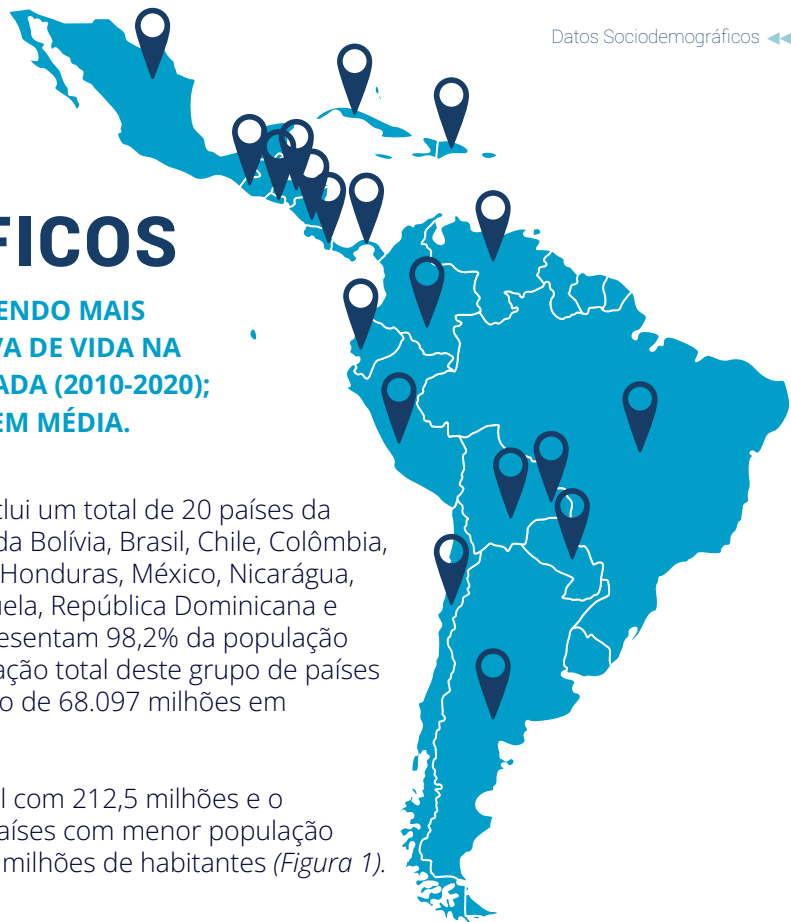 Datos Sociodemográficos
FICOS
ENDO MAIS
VA DE VIDA NA
ADA (2010-2020);
EM MÉDIA.
clui um total de 20 países da
da Bolívia, Brasil, Chile, Colômbia,
Honduras, México, Nicarágua,
uela, República Dominicana e
resentam 98,2% da população
ação total deste grupo de países
o de 68.097 milhões em
l com 212,5 milhões e o
aíses com menor população
milhões de habitantes (Figura 1).